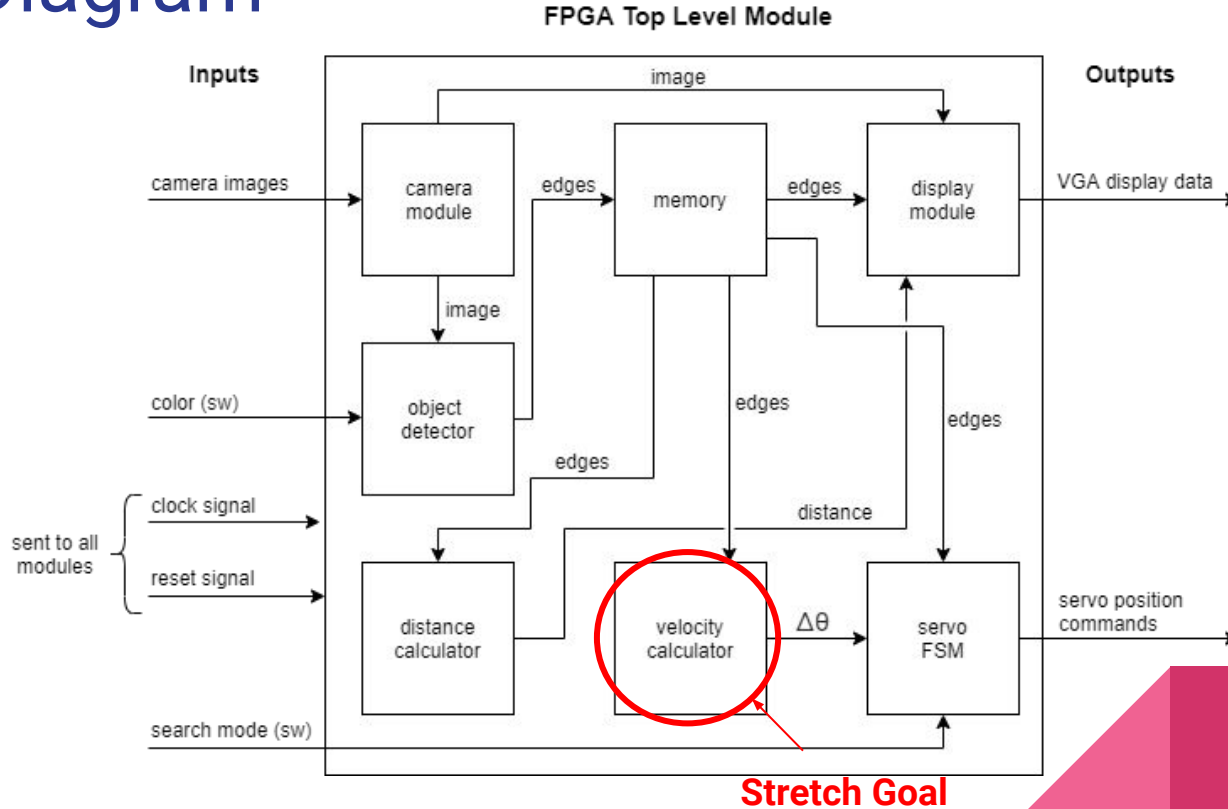 Diagram
FPGA Top Level Module
Inputs
Outputs
image
camera images
camera
module
edges
memory
edges
display
module
VGA display data
image
color (sw)
object
detector
edges
edges
edges
clock signal
sent to all
modules
reset signal
distance
distance
calculator
velocity
calculator
Δθ
servo
FSM
servo position
commands
search mode (sw)
Stretch Goal